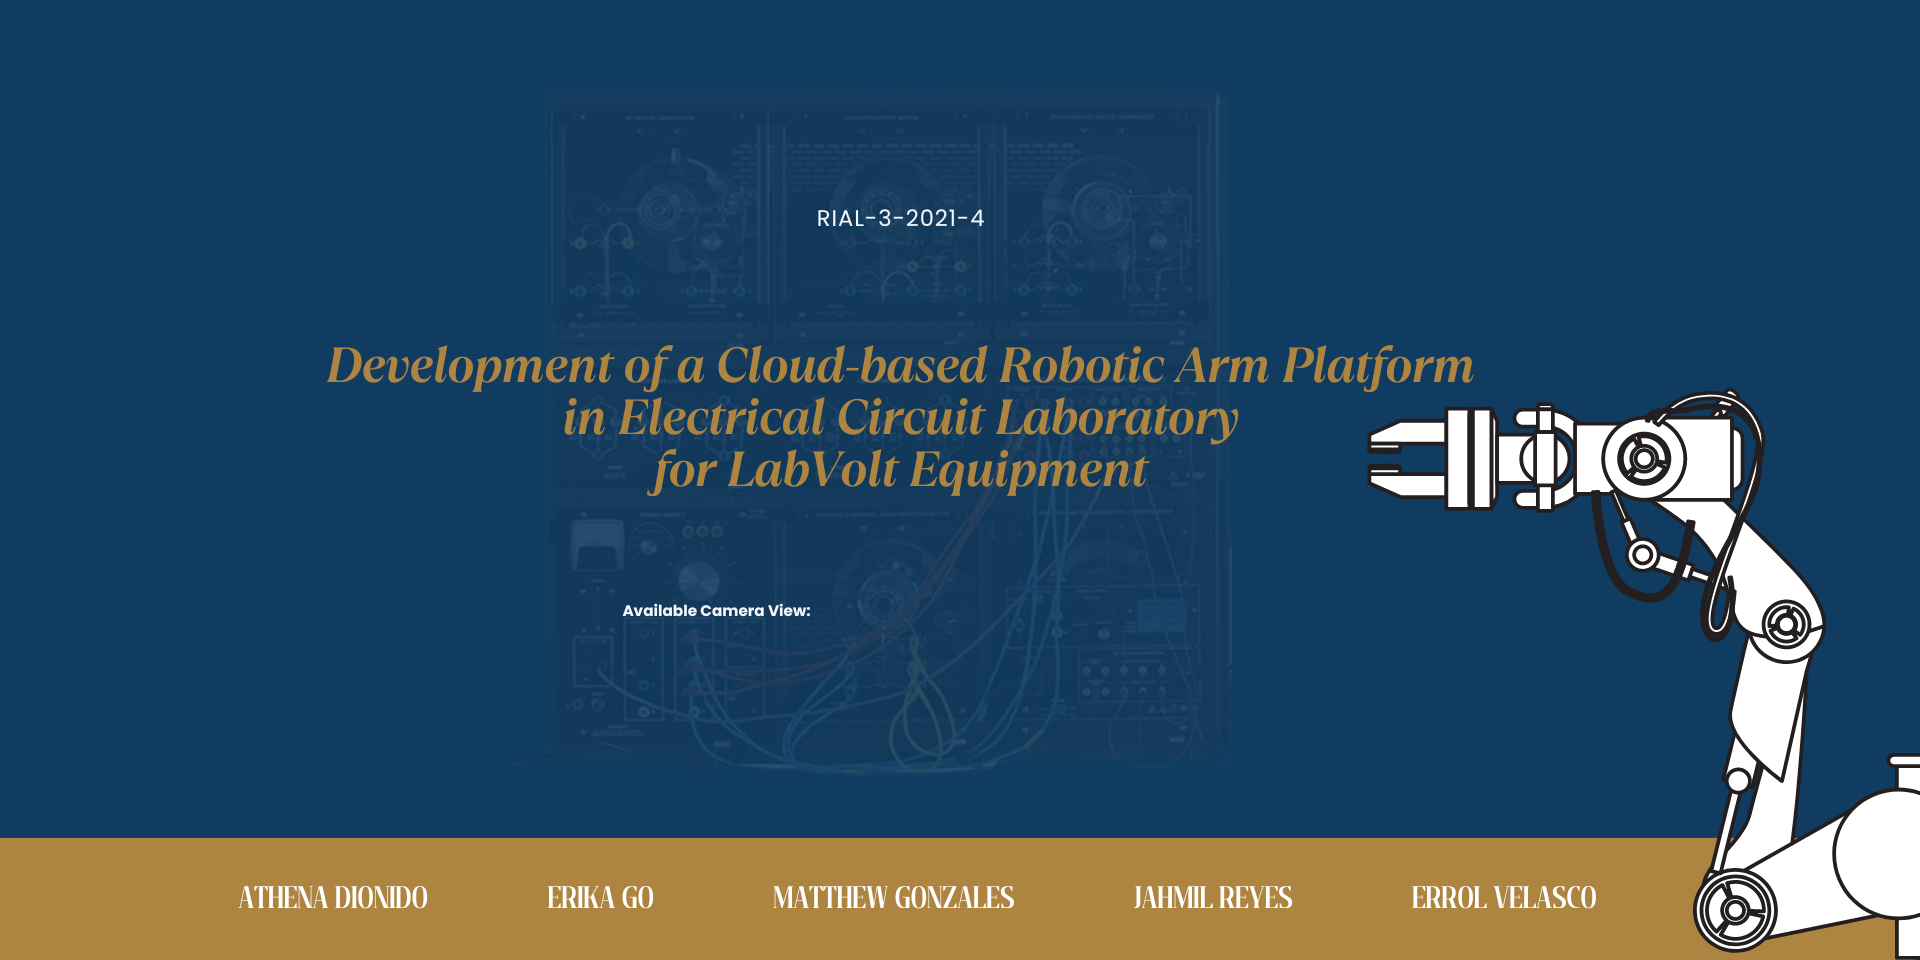 RIAL-3-2021-4
Development of a Cloud-based Robotic Arm Platform
in Electrical Circuit Laboratory
for LabVolt Equipment
Available Camera View:
ATHENA DIONIDO
ERIKA GO
MATTHEW GONZALES
JAHMIL REYES
ERROL VELASCO